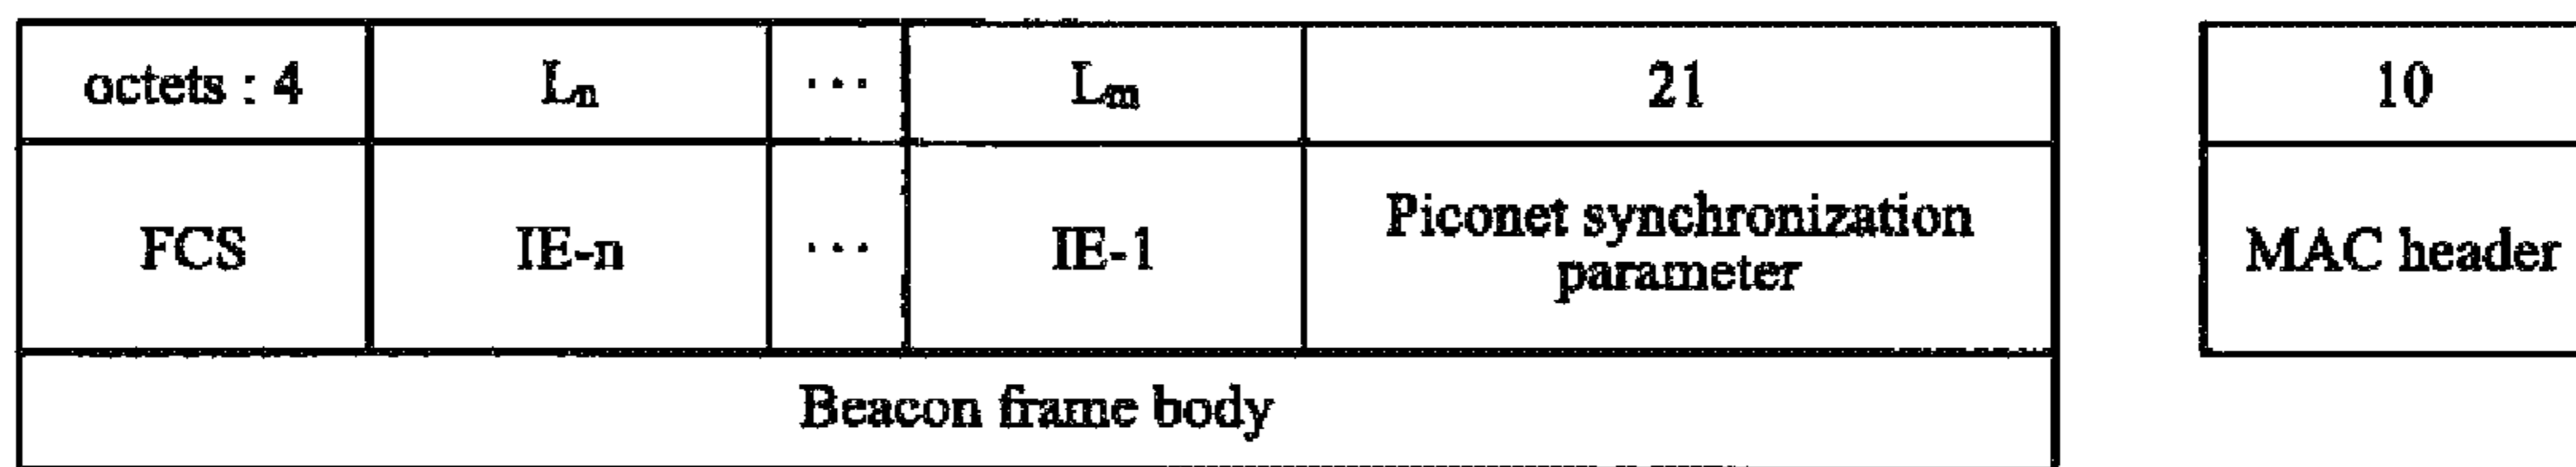 octets : 4 Lₙ ... Lₘ 21 10
FCS IE-n ... IE-1 Piconet synchronization
parameter MAC header
Beacon frame body